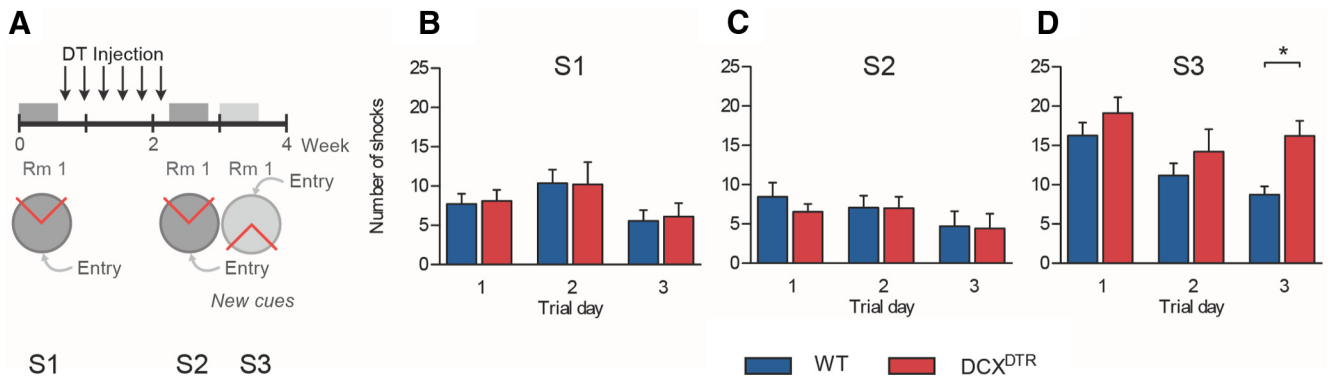 A
DT Injection
0 2 4 Week
Rm 1 Rm 1 Rm 1
Entry
Entry Entry
New cues
S1 S2 S3
B
S1
Number of shocks
25
20
15
10
5
0
1 2 3
Trial day
C
S2
25
20
15
10
5
0
1 2 3
Trial day
D
S3
*
25
20
15
10
5
0
1 2 3
Trial day
WT DCX^DTR